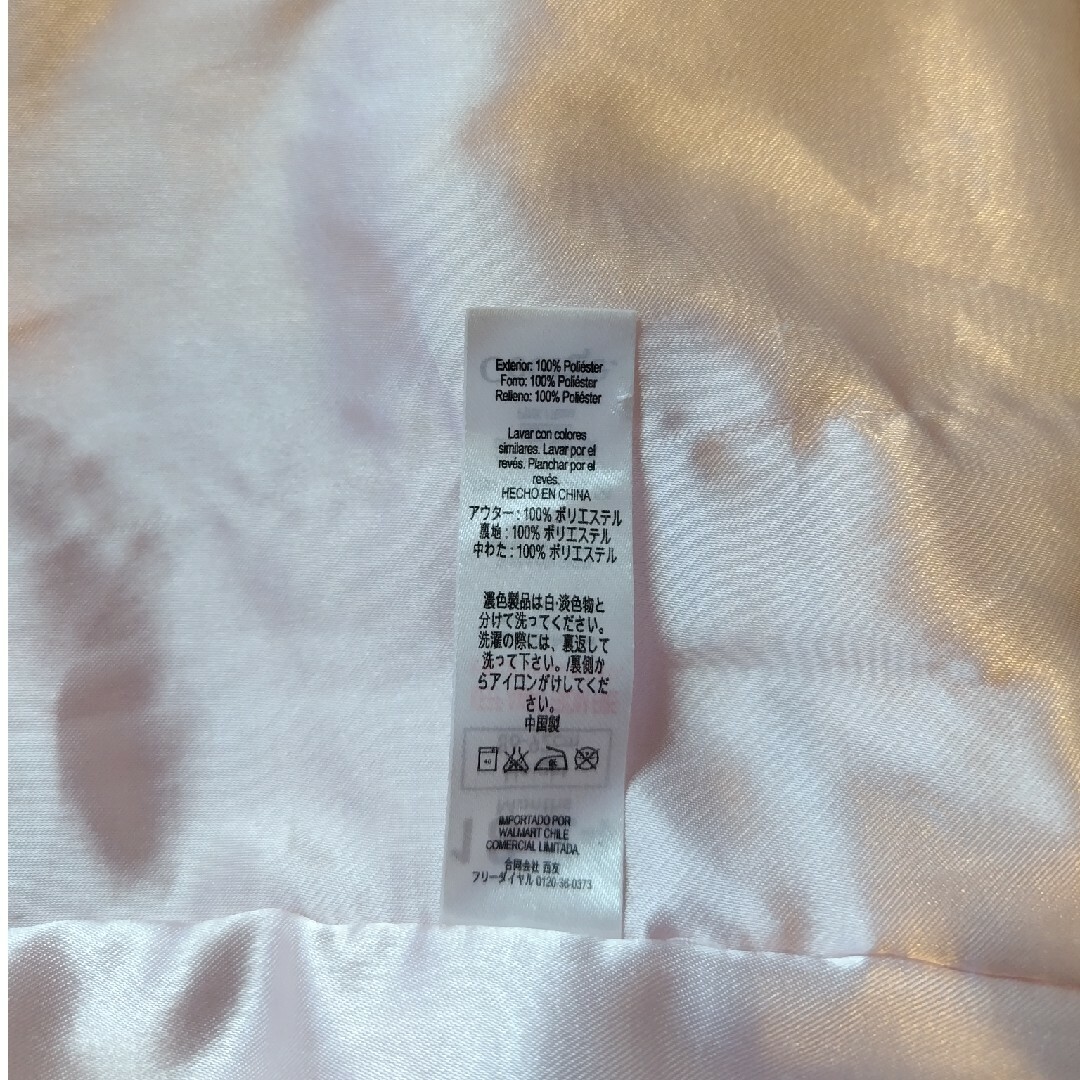 Exterior: 100% Poliéster
Forro: 100% Poliéster
Relleno: 100% Poliéster
Lavar con colores
similares. Lavar por el
revés. Planchar por el
revés.
HECHO EN CHINA
アウター : 100% ポリエステル
裏地 : 100% ポリエステル
中わた : 100% ポリエステル
濃色製品は白・淡色物と
分けて洗ってください。
洗濯の際には、裏返して
洗って下さい。/裏側か
らアイロンがけしてくだ
さい。
中国製
40 低
IMPORTADO POR
WALMART CHILE
COMERCIAL LIMITADA
合同会社 西友
フリーダイヤル 0120-36-0373